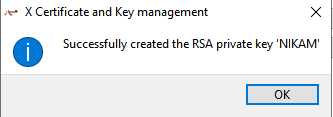 X Certificate and Key management
Successfully created the RSA private key 'NIKAM'
OK